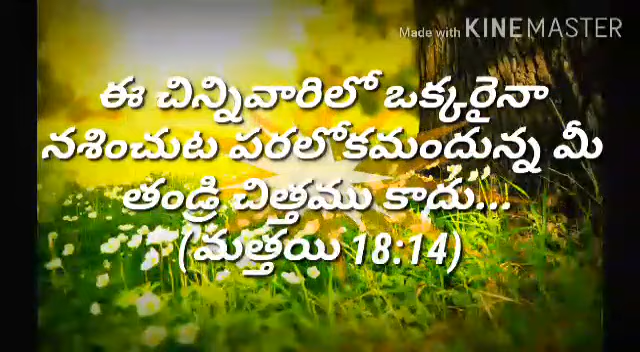 Made with KINEMASTER
ఈ చిన్నివారిలో ఒక్కరైనా
నశించుట పరలోకమందున్న మీ
తండ్రి చిత్తము కాదు...
(మత్తయి 18:14)